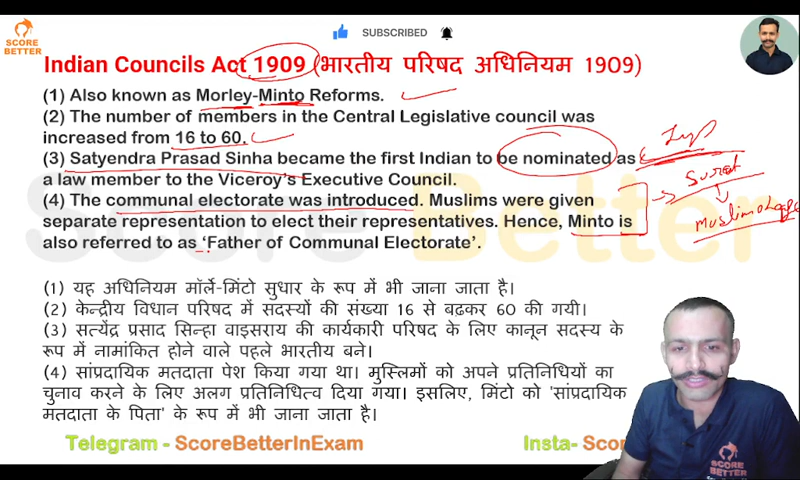 SCORE
BETTER
SUBSCRIBED
Indian Councils Act 1909 (भारतीय परिषद अधिनियम 1909)
(1) Also known as Morley-Minto Reforms.
(2) The number of members in the Central Legislative council was
increased from 16 to 60.
(3) Satyendra Prasad Sinha became the first Indian to be nominated as
a law member to the Viceroy's Executive Council.
(4) The communal electorate was introduced. Muslims were given
separate representation to elect their representatives. Hence, Minto is
also referred to as ‘Father of Communal Electorate’.
Surat
(1) यह अधिनियम मॉर्ले-मिंटो सुधार के रूप में भी जाना जाता है।
(2) केन्द्रीय विधान परिषद में सदस्यों की संख्या 16 से बढ़कर 60 की गयी।
(3) सत्येंद्र प्रसाद सिन्हा वाइसराय की कार्यकारी परिषद के लिए कानून सदस्य के
रूप में नामांकित होने वाले पहले भारतीय बने।
(4) सांप्रदायिक मतदाता पेश किया गया था। मुस्लिमों को अपने प्रतिनिधियों का
चुनाव करने के लिए अलग प्रतिनिधित्व दिया गया। इसलिए, मिंटो को 'सांप्रदायिक
मतदाता के पिता' के रूप में भी जाना जाता है।
Telegram - ScoreBetterInExam
Insta- Scor
SCORE
BETTER